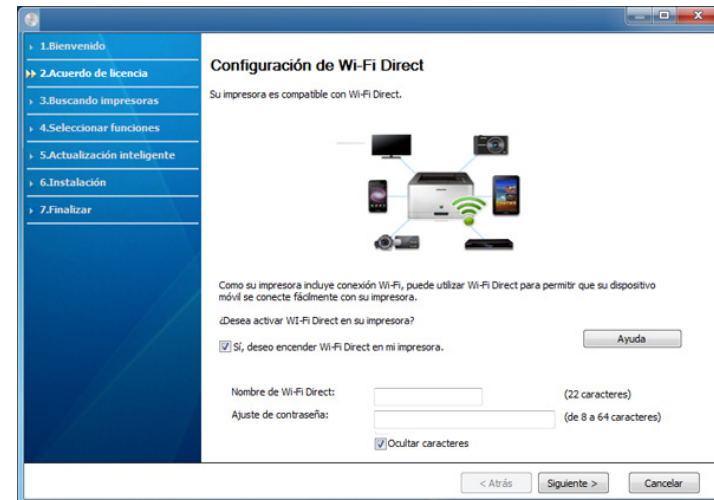 1.Bienvenido
2.Acuerdo de licencia
3.Buscando impresoras
4.Seleccionar funciones
5.Actualización inteligente
6.Instalación
7.Finalizar
Configuración de Wi-Fi Direct
Su impresora es compatible con Wi-Fi Direct.
Como su impresora incluye conexión Wi-Fi, puede utilizar Wi-Fi Direct para permitir que su dispositivo
móvil se conecte fácilmente con su impresora.
¿Desea activar WI-Fi Direct en su impresora?
Sí, deseo encender Wi-Fi Direct en mi impresora.
Ayuda
Nombre de Wi-Fi Direct: (22 caracteres)
Ajuste de contraseña: (de 8 a 64 caracteres)
Ocultar caracteres
< Atrás Siguiente > Cancelar